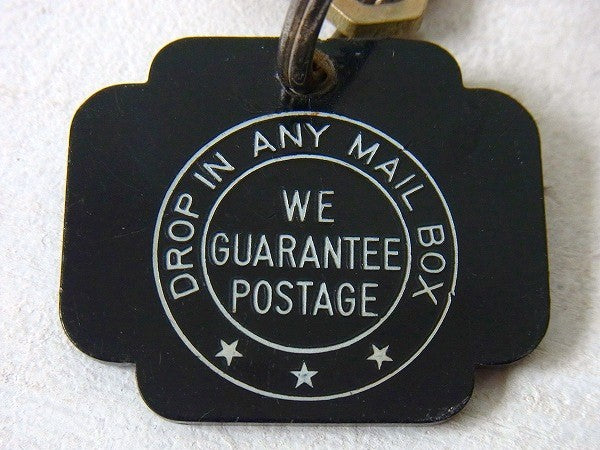 DROP IN ANY MAIL BOX
WE
GUARANTEE
POSTAGE